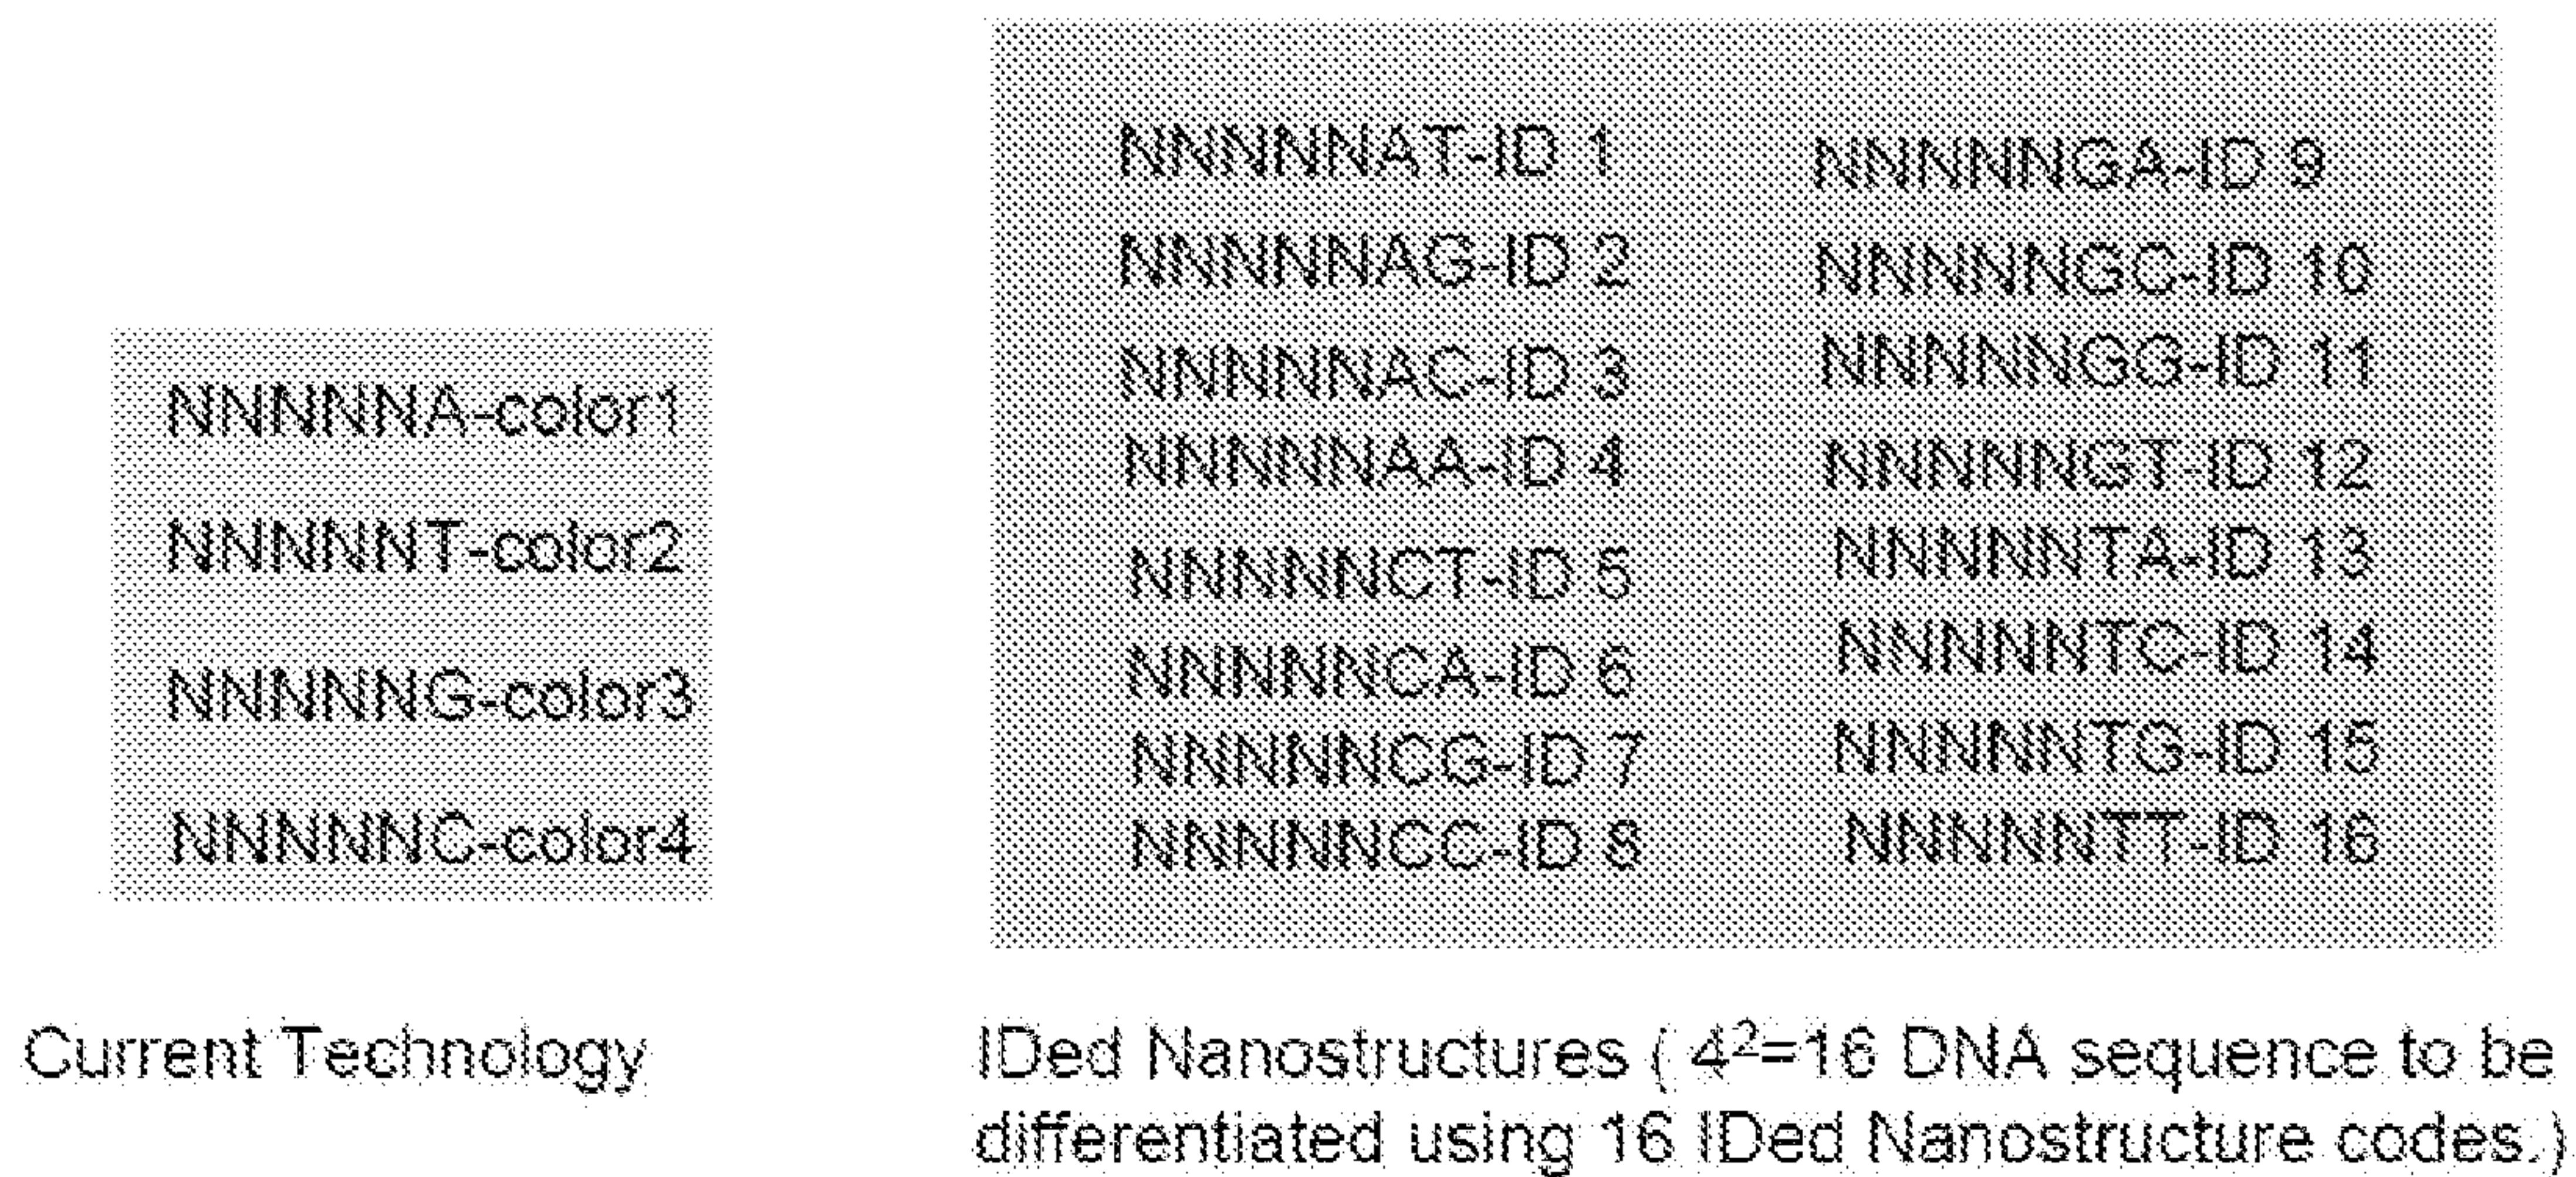 NNNNNA-color1
NNNNNT-color2
NNNNNG-color3
NNNNNC-color4
Current Technology
NNNNNAT-ID 1
NNNNNAG-ID 2
NNNNNAC-ID 3
NNNNNAA-ID 4
NNNNNCT-ID 5
NNNNNCA-ID 6
NNNNNCG-ID 7
NNNNNCC-ID 8
NNNNNGA-ID 9
NNNNNGC-ID 10
NNNNNGG-ID 11
NNNNNGT-ID 12
NNNNNTA-ID 13
NNNNNTC-ID 14
NNNNNTG-ID 15
NNNNNTT-ID 16
IDed Nanostructures ( 4²=16 DNA sequence to be
differentiated using 16 IDed Nanostructure codes.)